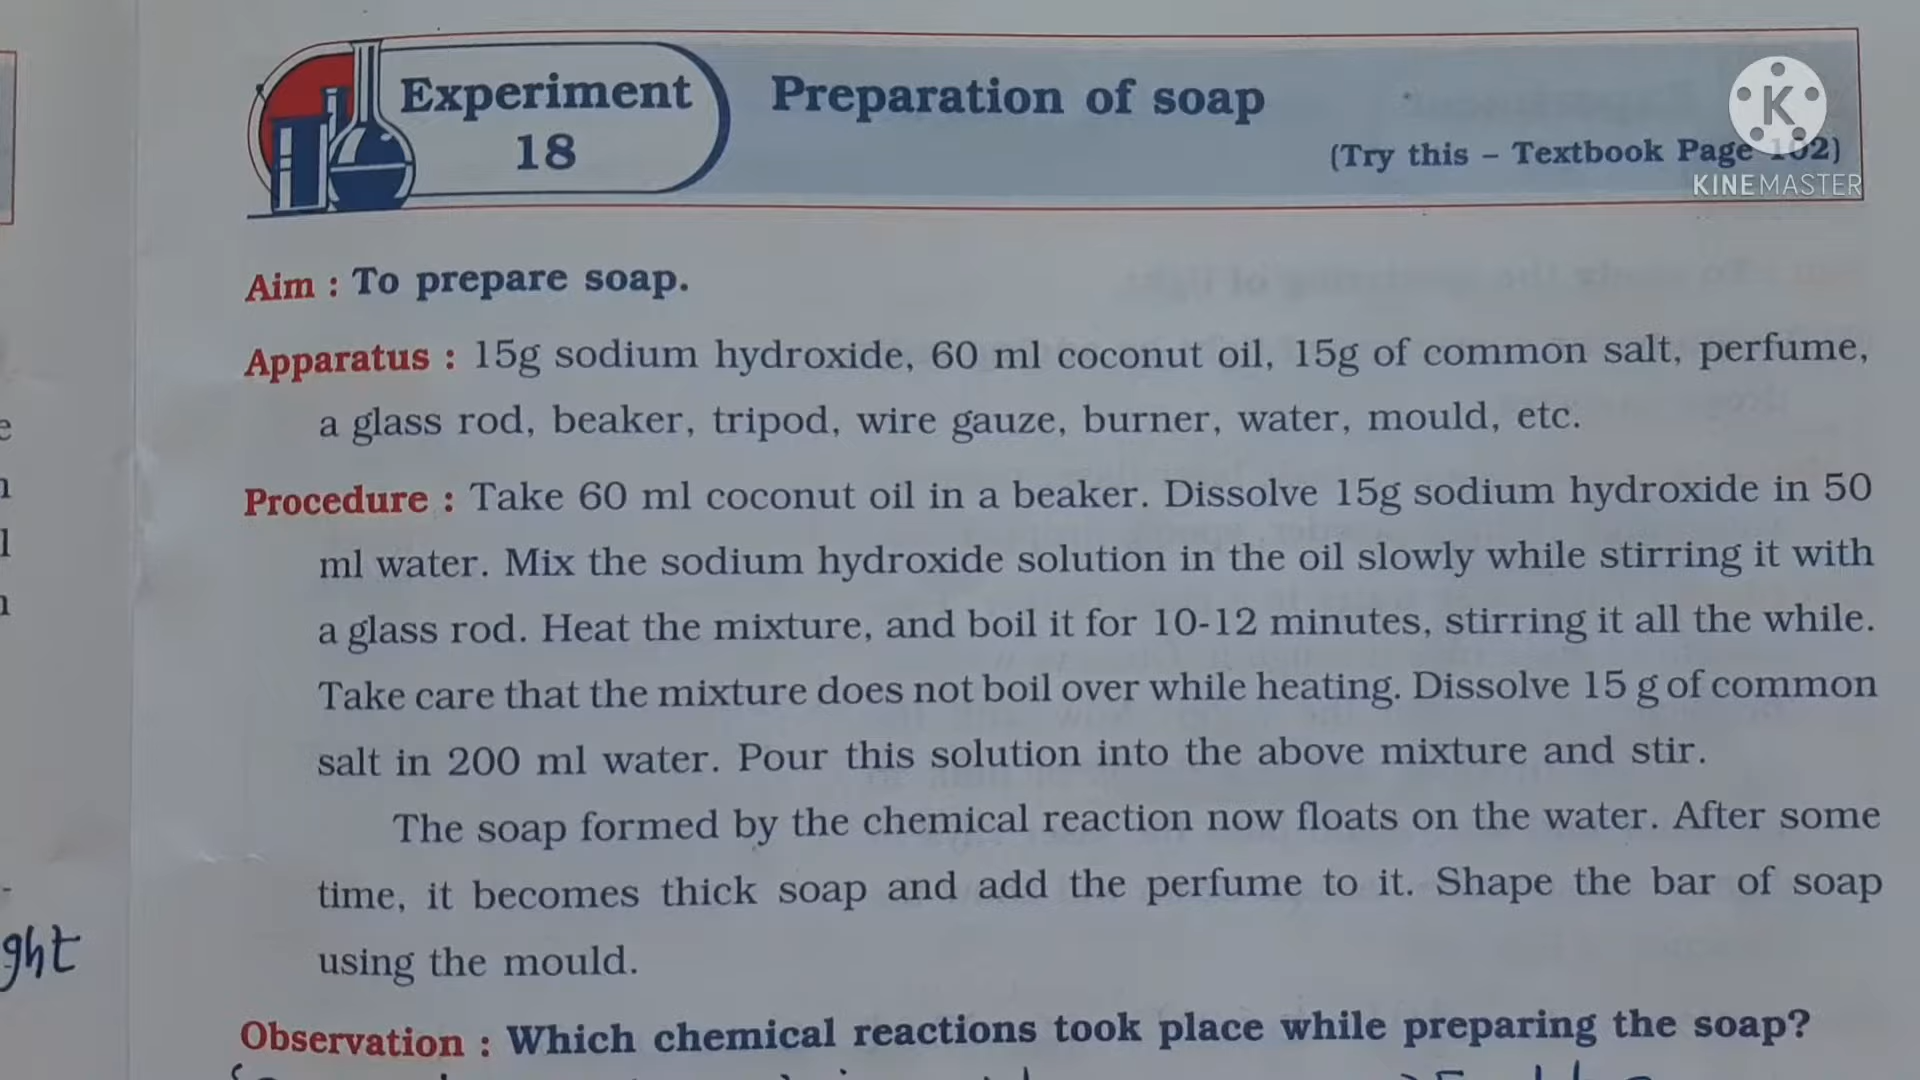 Experiment
18
Preparation of soap
(Try this – Textbook Page 102)
KINEMASTER
Aim : To prepare soap.
Apparatus : 15g sodium hydroxide, 60 ml coconut oil, 15g of common salt, perfume,
a glass rod, beaker, tripod, wire gauze, burner, water, mould, etc.
Procedure : Take 60 ml coconut oil in a beaker. Dissolve 15g sodium hydroxide in 50
ml water. Mix the sodium hydroxide solution in the oil slowly while stirring it with
a glass rod. Heat the mixture, and boil it for 10-12 minutes, stirring it all the while.
Take care that the mixture does not boil over while heating. Dissolve 15 g of common
salt in 200 ml water. Pour this solution into the above mixture and stir.
The soap formed by the chemical reaction now floats on the water. After some
time, it becomes thick soap and add the perfume to it. Shape the bar of soap
using the mould.
ght
Observation : Which chemical reactions took place while preparing the soap?